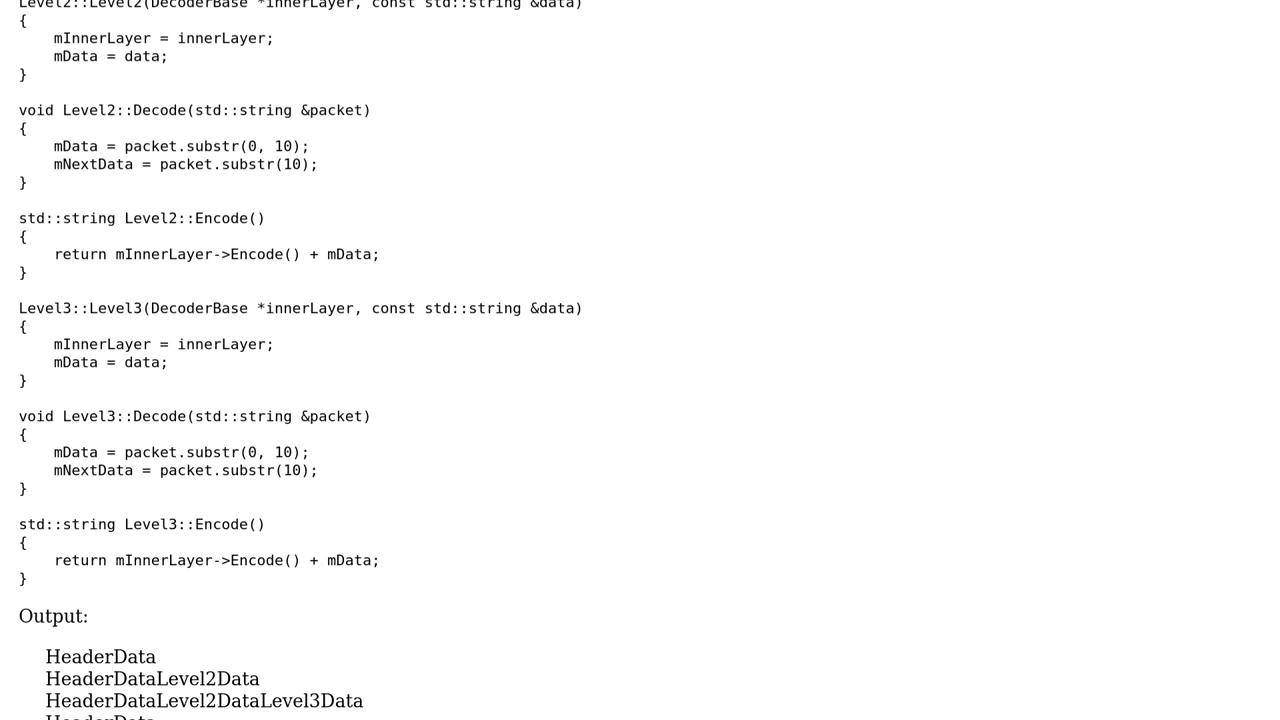 Level2::Level2(DecoderBase *innerLayer, const std::string &data)
{
    mInnerLayer = innerLayer;
    mData = data;
}

void Level2::Decode(std::string &packet)
{
    mData = packet.substr(0, 10);
    mNextData = packet.substr(10);
}

std::string Level2::Encode()
{
    return mInnerLayer->Encode() + mData;
}

Level3::Level3(DecoderBase *innerLayer, const std::string &data)
{
    mInnerLayer = innerLayer;
    mData = data;
}

void Level3::Decode(std::string &packet)
{
    mData = packet.substr(0, 10);
    mNextData = packet.substr(10);
}

std::string Level3::Encode()
{
    return mInnerLayer->Encode() + mData;
}

Output:

HeaderData
HeaderDataLevel2Data
HeaderDataLevel2DataLevel3Data
HeaderData